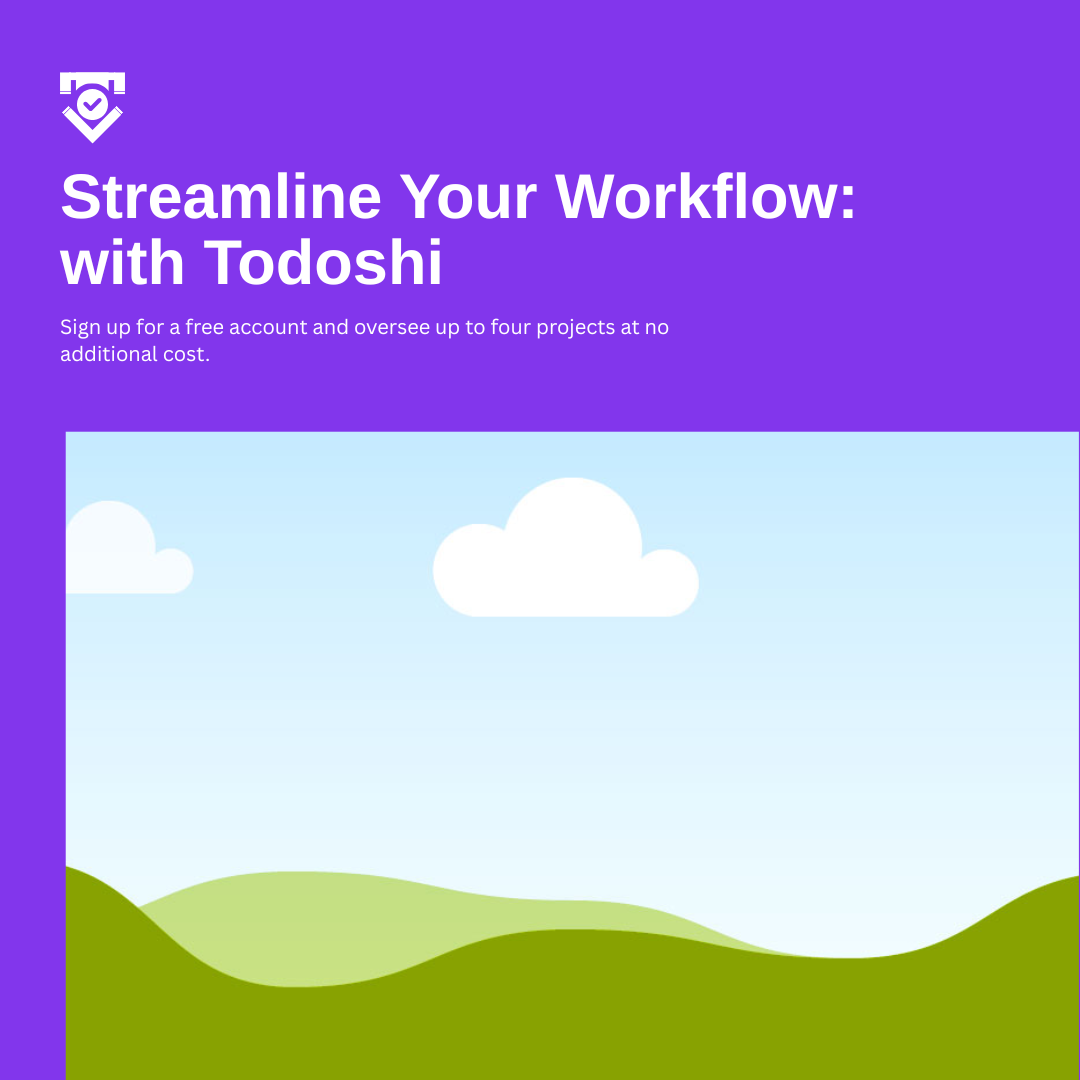 Streamline Your Workflow:
with Todoshi
Sign up for a free account and oversee up to four projects at no
additional cost.